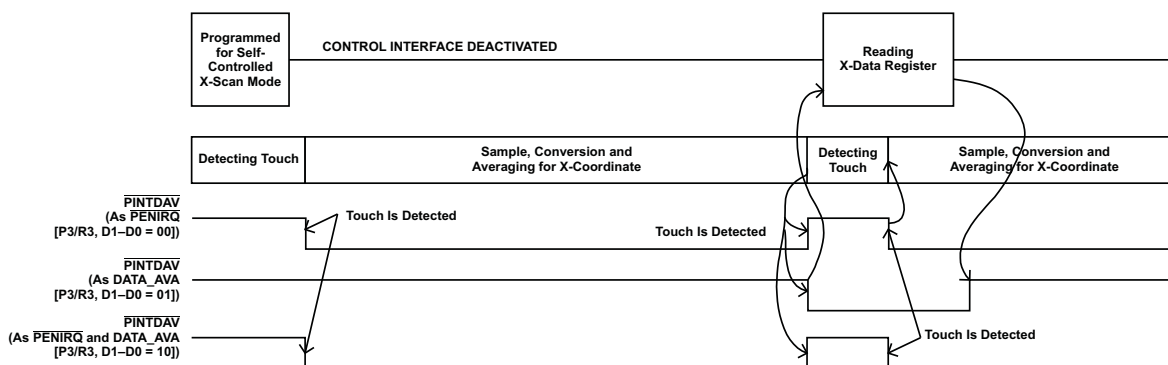 Programmed
for Self-
Controlled
X-Scan Mode
CONTROL INTERFACE DEACTIVATED
Reading
X-Data Register
Detecting Touch
Sample, Conversion and
Averaging for X-Coordinate
Detecting
Touch
Sample, Conversion and
Averaging for X-Coordinate
PINTDAV
(As PENIRQ
[P3/R3, D1–D0 = 00])
Touch Is Detected
Touch Is Detected
PINTDAV
(As DATA_AVA
[P3/R3, D1–D0 = 01])
PINTDAV
(As PENIRQ and DATA_AVA
[P3/R3, D1–D0 = 10])
Touch Is Detected